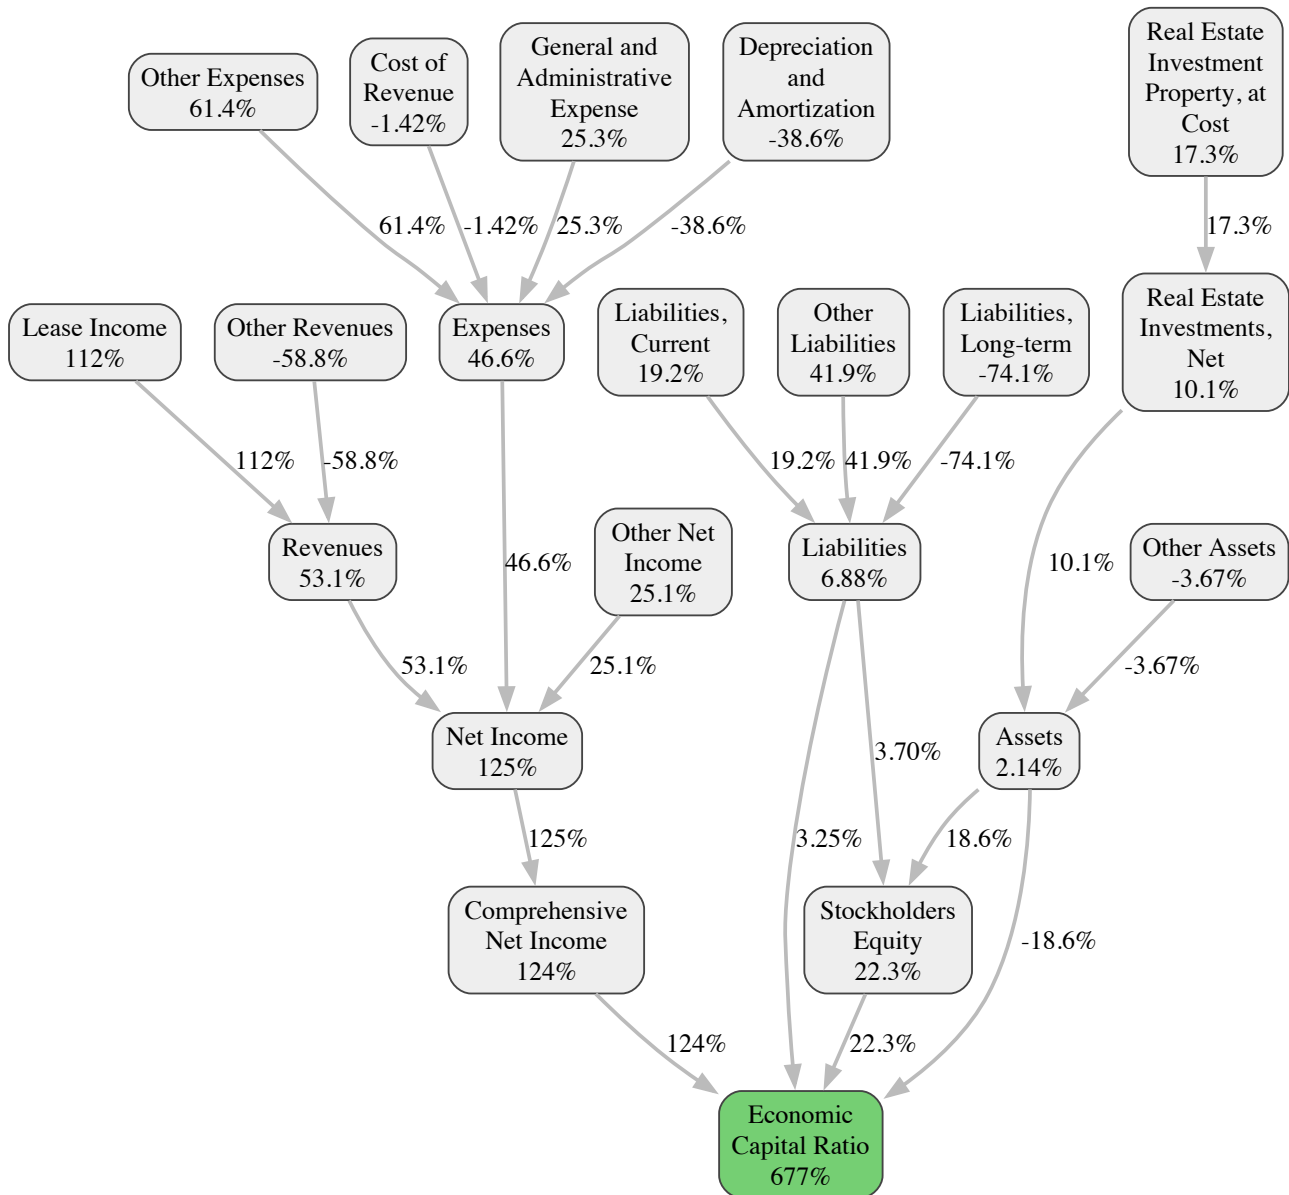 Other Expenses
61.4%
Cost of
Revenue
-1.42%
General and
Administrative
Expense
25.3%
Depreciation
and
Amortization
-38.6%
Real Estate
Investment
Property, at
Cost
17.3%
61.4%
-1.42%
25.3%
-38.6%
17.3%
Lease Income
112%
Other Revenues
-58.8%
Expenses
46.6%
Liabilities,
Current
19.2%
Other
Liabilities
41.9%
Liabilities,
Long-term
-74.1%
Real Estate
Investments,
Net
10.1%
112%
-58.8%
19.2%
41.9%
-74.1%
Revenues
53.1%
46.6%
Other Net
Income
25.1%
Liabilities
6.88%
10.1%
Other Assets
-3.67%
53.1%
25.1%
-3.67%
Net Income
125%
3.70%
Assets
2.14%
125%
3.25%
18.6%
Comprehensive
Net Income
124%
Stockholders
Equity
22.3%
-18.6%
124%
22.3%
Economic
Capital Ratio
677%